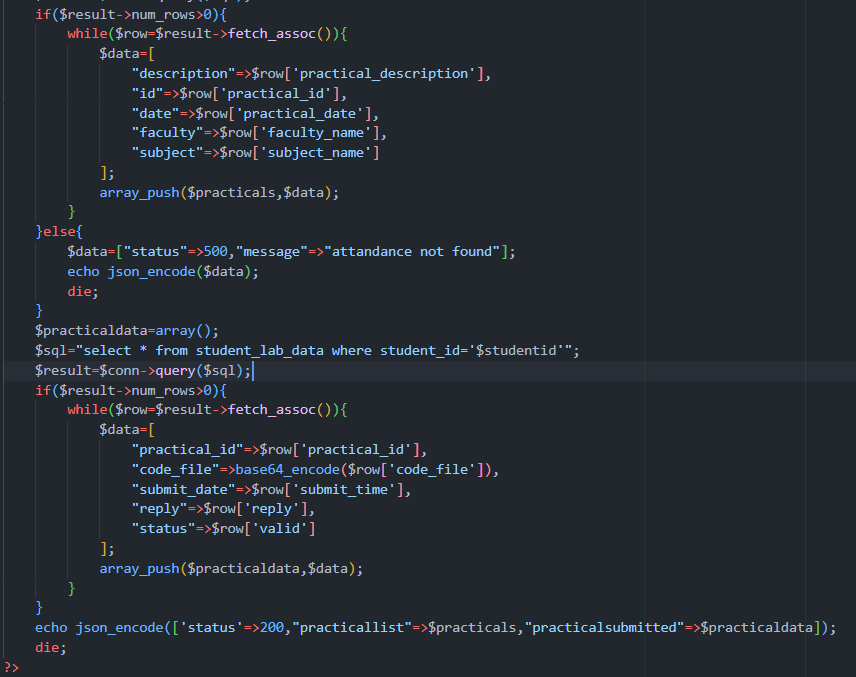 if($result->num_rows>0){
while($row=$result->fetch_assoc()){
$data=[
"description"=>$row['practical_description'],
"id"=>$row['practical_id'],
"date"=>$row['practical_date'],
"faculty"=>$row['faculty_name'],
"subject"=>$row['subject_name']
];
array_push($practicals,$data);
}
}else{
$data=["status"=>500,"message"=>"attandance not found"];
echo json_encode($data);
die;
}
$practicaldata=array();
$sql="select * from student_lab_data where student_id='$studentid'";
$result=$conn->query($sql);
if($result->num_rows>0){
while($row=$result->fetch_assoc()){
$data=[
"practical_id"=>$row['practical_id'],
"code_file"=>base64_encode($row['code_file']),
"submit_date"=>$row['submit_time'],
"reply"=>$row['reply'],
"status"=>$row['valid']
];
array_push($practicaldata,$data);
}
}
echo json_encode(['status'=>200,"practicallist"=>$practicals,"practicalsubmitted"=>$practicaldata]);
die;
?>